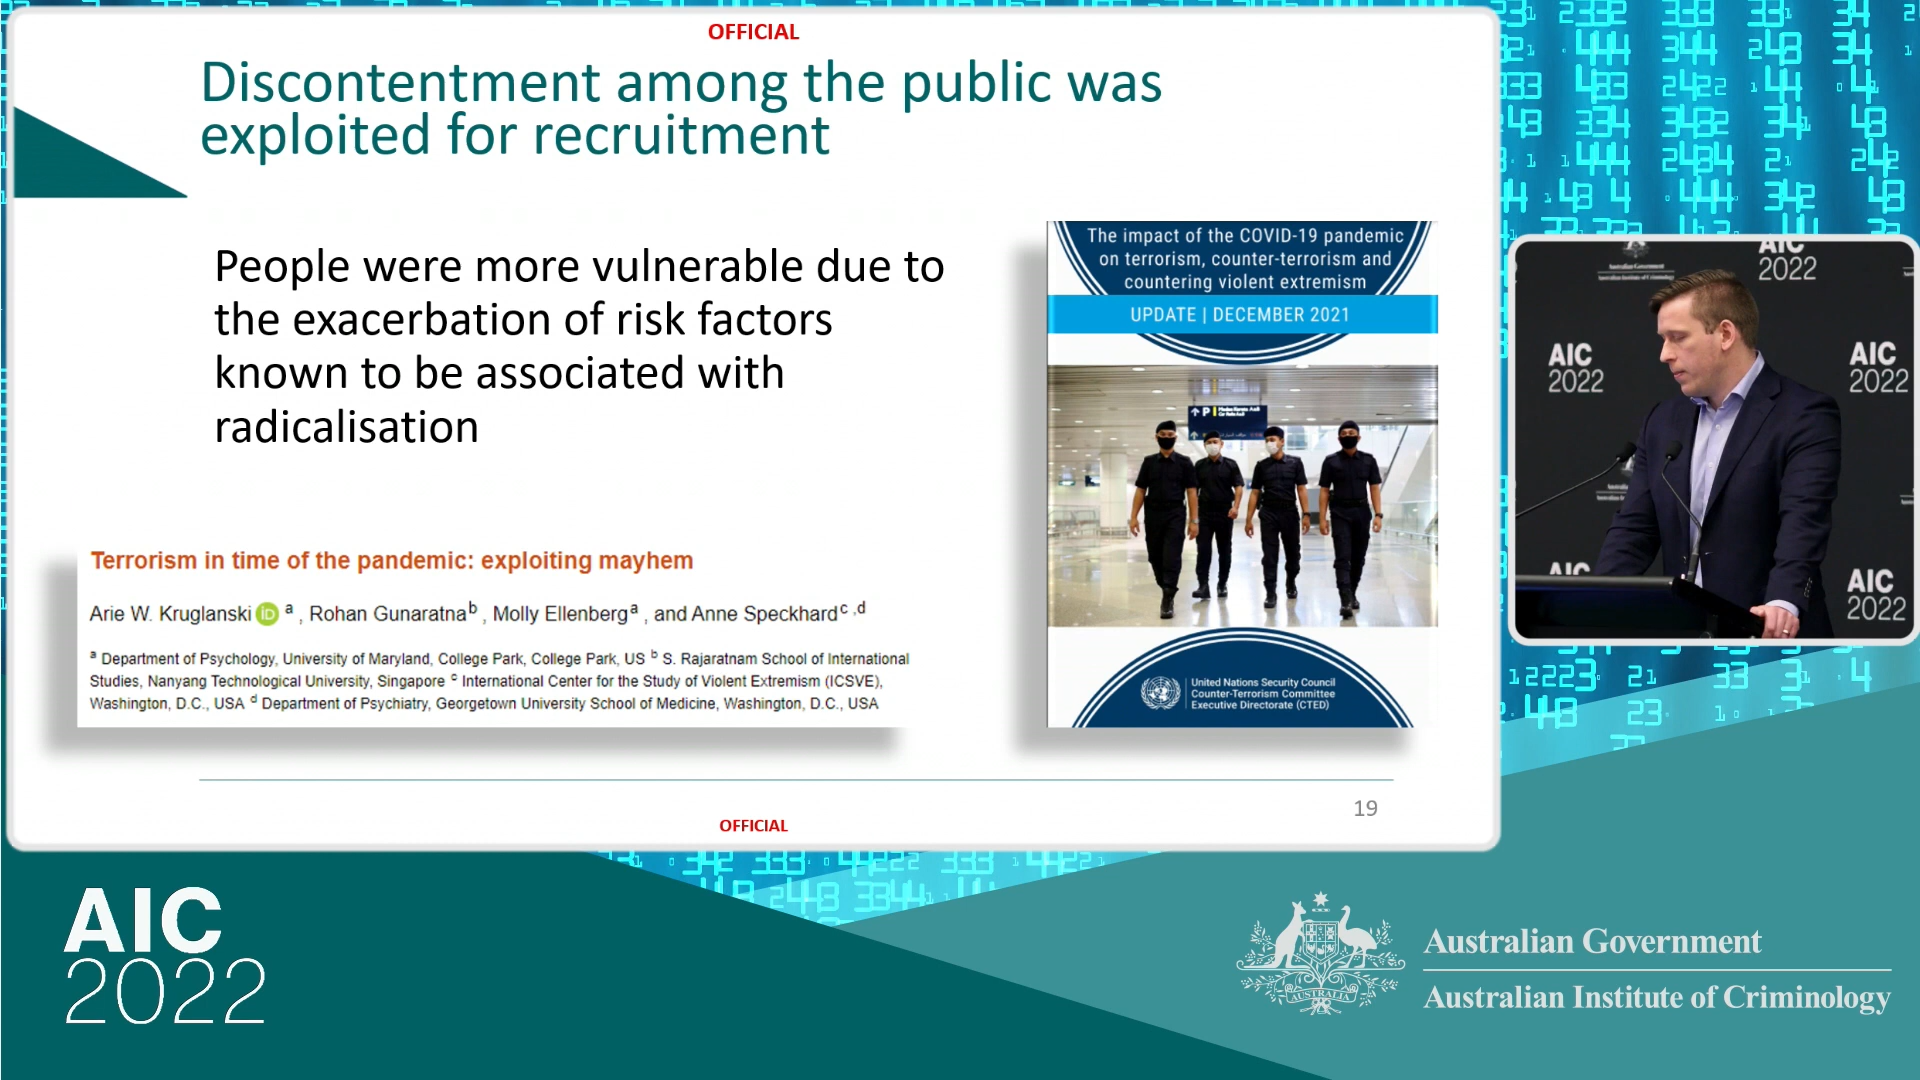 OFFICIAL
Discontentment among the public was
exploited for recruitment
People were more vulnerable due to
the exacerbation of risk factors
known to be associated with
radicalisation
Terrorism in time of the pandemic: exploiting mayhem
Arie W. Kruglanski iD a , Rohan Gunaratna b , Molly Ellenberg a , and Anne Speckhard c ,d
a Department of Psychology, University of Maryland, College Park, College Park, US b S. Rajaratnam School of International
Studies, Nanyang Technological University, Singapore c International Center for the Study of Violent Extremism (ICSVE),
Washington, D.C., USA d Department of Psychiatry, Georgetown University School of Medicine, Washington, D.C., USA
The impact of the COVID-19 pandemic
on terrorism, counter-terrorism and
countering violent extremism
UPDATE | DECEMBER 2021
United Nations Security Council
Counter-Terrorism Committee
Executive Directorate (CTED)
19
OFFICIAL
AIC
2022
AIC
2022
AIC
2022
AIC
AIC
2022
AIC
2022
AUSTRALIA
Australian Government
Australian Institute of Criminology